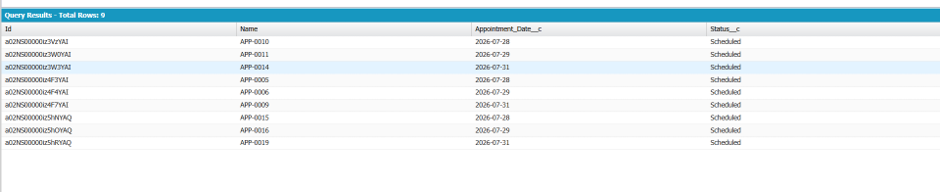 Query Results - Total Rows: 9
Id Name Appointment_Date__c Status__c
a02NS00000iz3VzYAI APP-0010 2026-07-28 Scheduled
a02NS00000iz3W0YAI APP-0011 2026-07-29 Scheduled
a02NS00000iz3W3YAI APP-0014 2026-07-31 Scheduled
a02NS00000iz4F3YAI APP-0005 2026-07-28 Scheduled
a02NS00000iz4F4YAI APP-0006 2026-07-29 Scheduled
a02NS00000iz4F7YAI APP-0009 2026-07-31 Scheduled
a02NS00000iz5hNYAQ APP-0015 2026-07-28 Scheduled
a02NS00000iz5hOYAQ APP-0016 2026-07-29 Scheduled
a02NS00000iz5hRYAQ APP-0019 2026-07-31 Scheduled